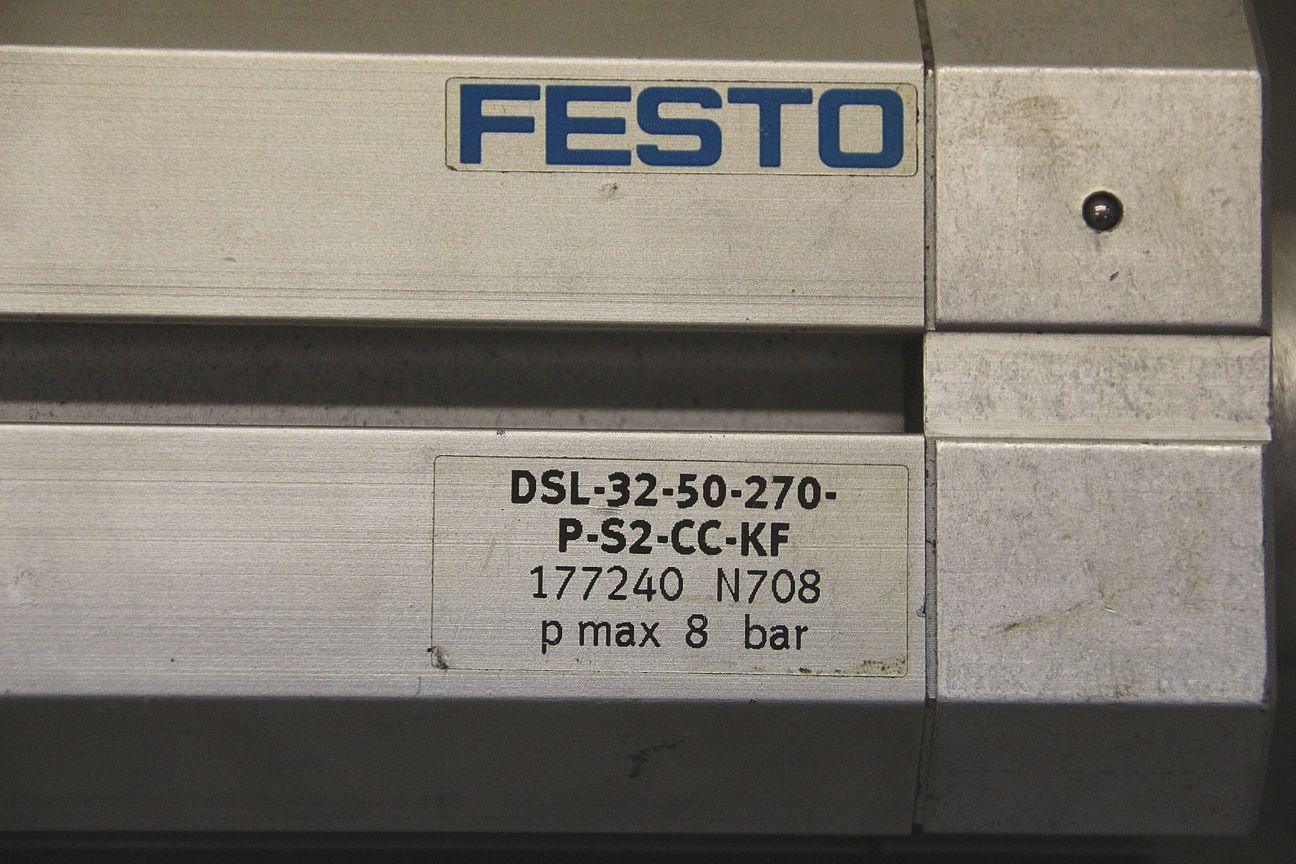 FESTO
DSL-32-50-270-
P-S2-CC-KF
177240 N708
p max 8 bar